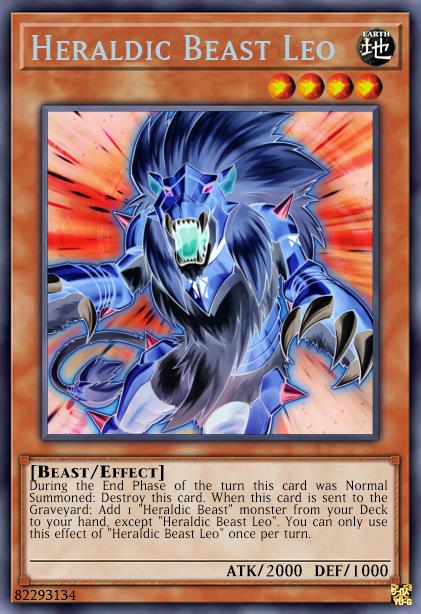 HERALDIC BEAST LEO
EARTH
地
[BEAST/EFFECT]
During the End Phase of the turn this card was Normal
Summoned: Destroy this card. When this card is sent to the
Graveyard: Add 1 "Heraldic Beast" monster from your Deck
to your hand, except "Heraldic Beast Leo". You can only use
this effect of "Heraldic Beast Leo" once per turn.
ATK/2000 DEF/1000
82293134